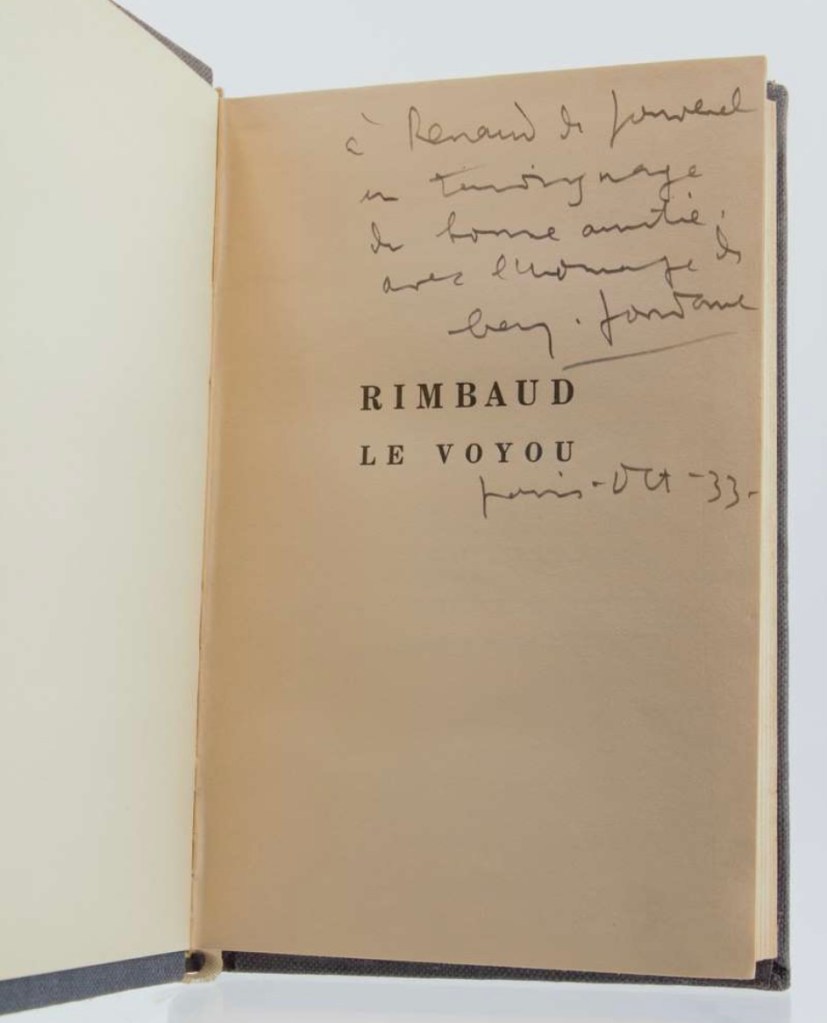 à Renaud de Jouvenel
en témoignage
de bonne amitié,
avec l'hommage de
Benj. Fondane
RIMBAUD
LE VOYOU
Paris - Oct - 33 -